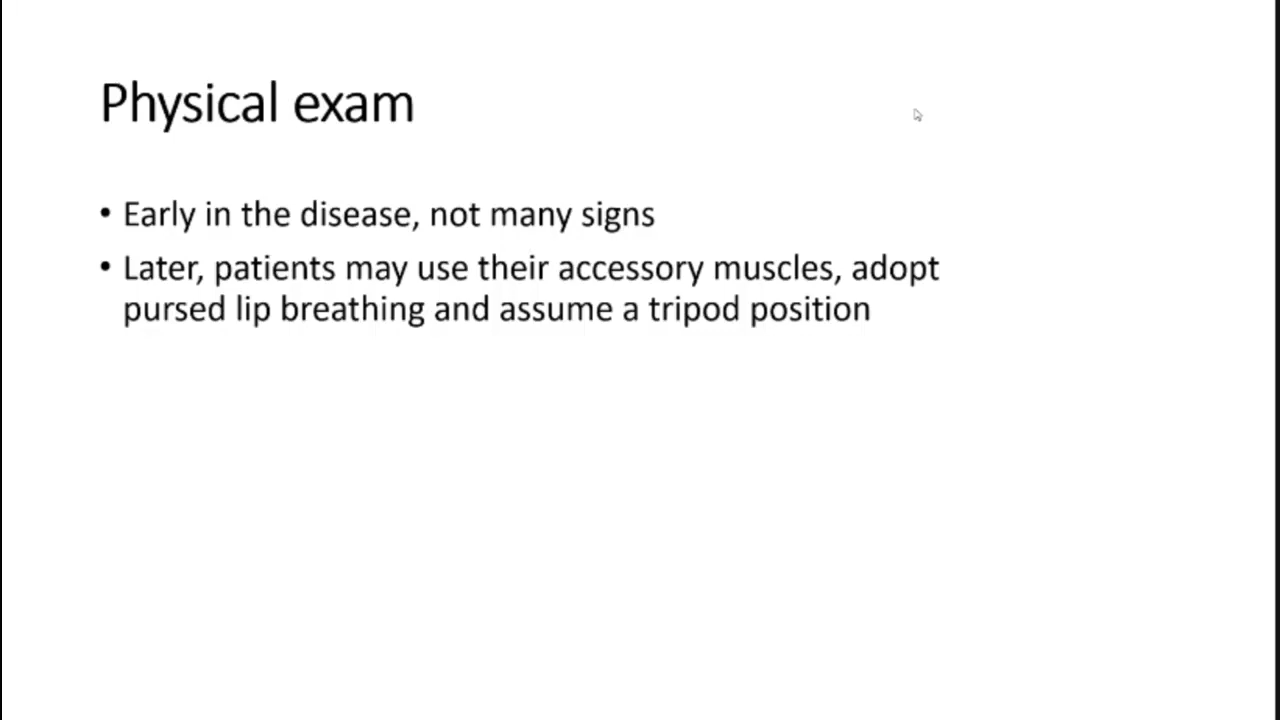 Physical exam
• Early in the disease, not many signs
• Later, patients may use their accessory muscles, adopt
pursed lip breathing and assume a tripod position